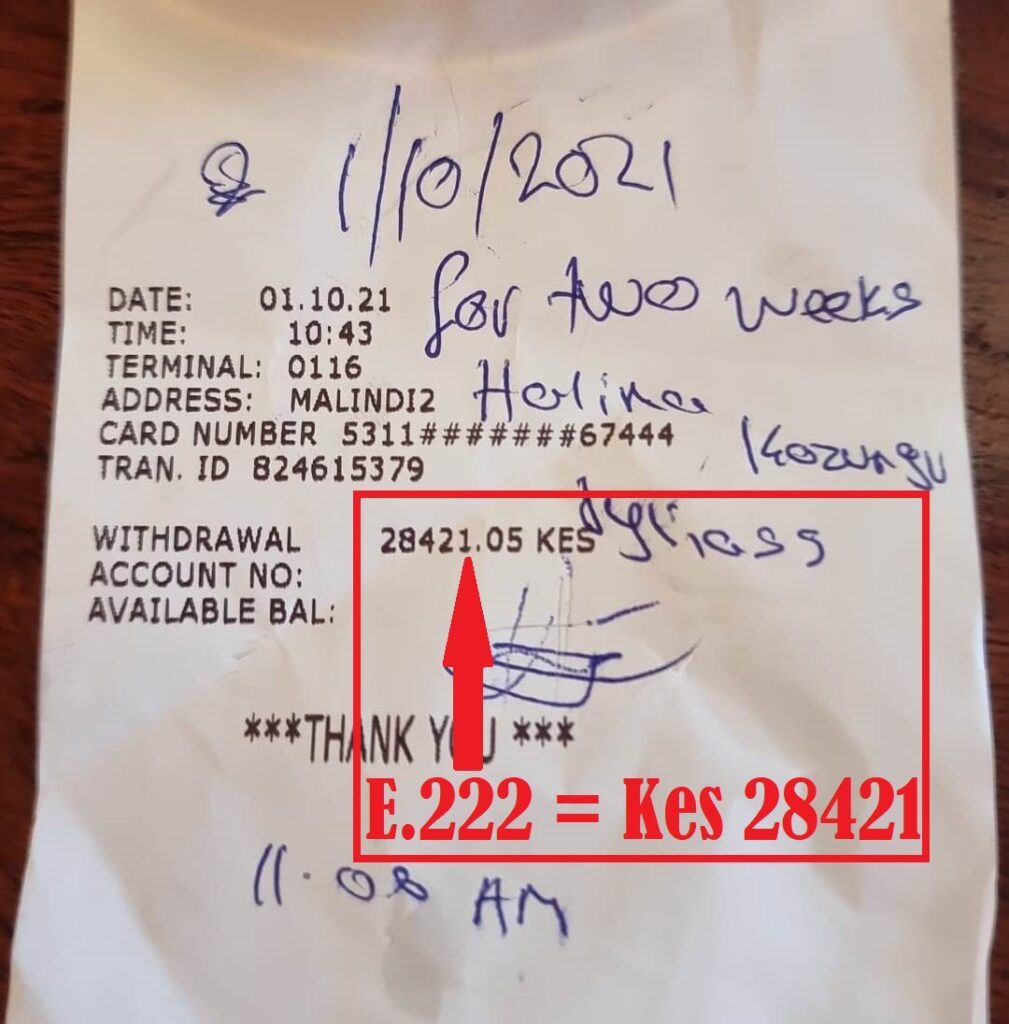 1/10/2021
DATE: 01.10.21
for two weeks
TIME: 10:43
TERMINAL: 0116
ADDRESS: MALINDI2
Halima
CARD NUMBER 5311#######67444
TRAN. ID 824615379
WITHDRAWAL 28421.05 KES
ACCOUNT NO:
AVAILABLE BAL:
***THANK YOU ***
E.222 = Kes 28421
11.08 AM